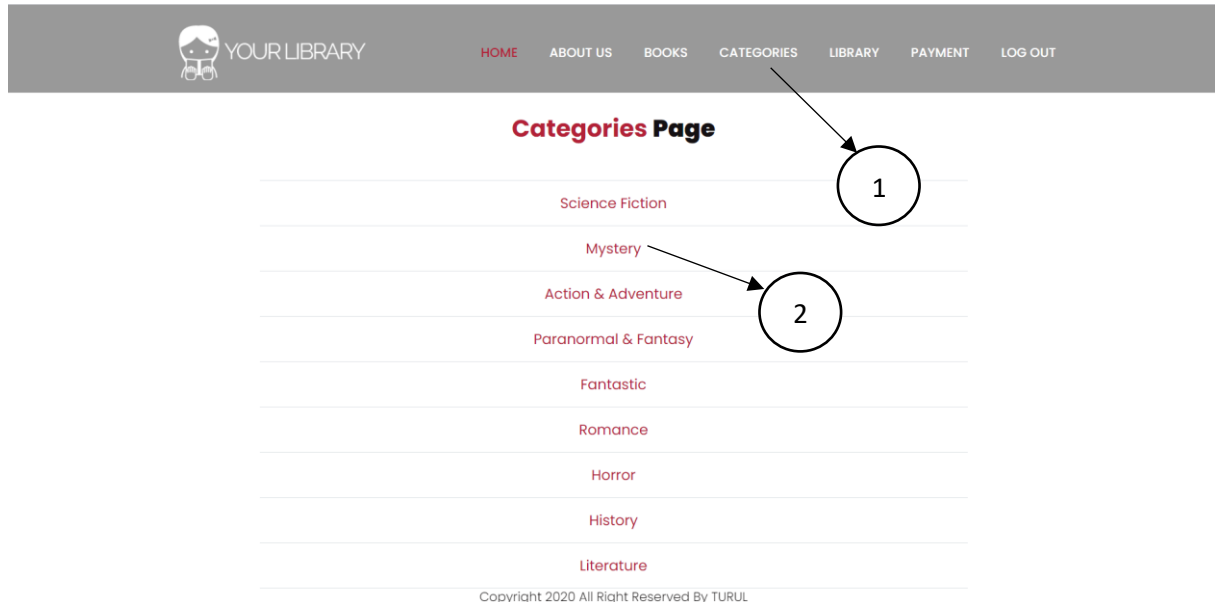 YOUR LIBRARY HOME ABOUT US BOOKS CATEGORIES LIBRARY PAYMENT LOG OUT
Categories Page
1
Science Fiction
Mystery
Action & Adventure
2
Paranormal & Fantasy
Fantastic
Romance
Horror
History
Literature
Copyright 2020 All Right Reserved By TURUL